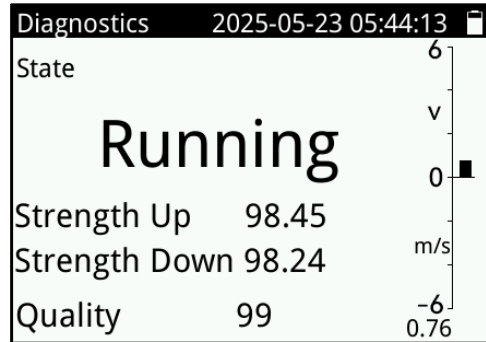 Diagnostics 2025-05-23 05:44:13
State
Running
Strength Up 98.45
Strength Down 98.24
Quality 99
6
v
0
m/s
-6
0.76